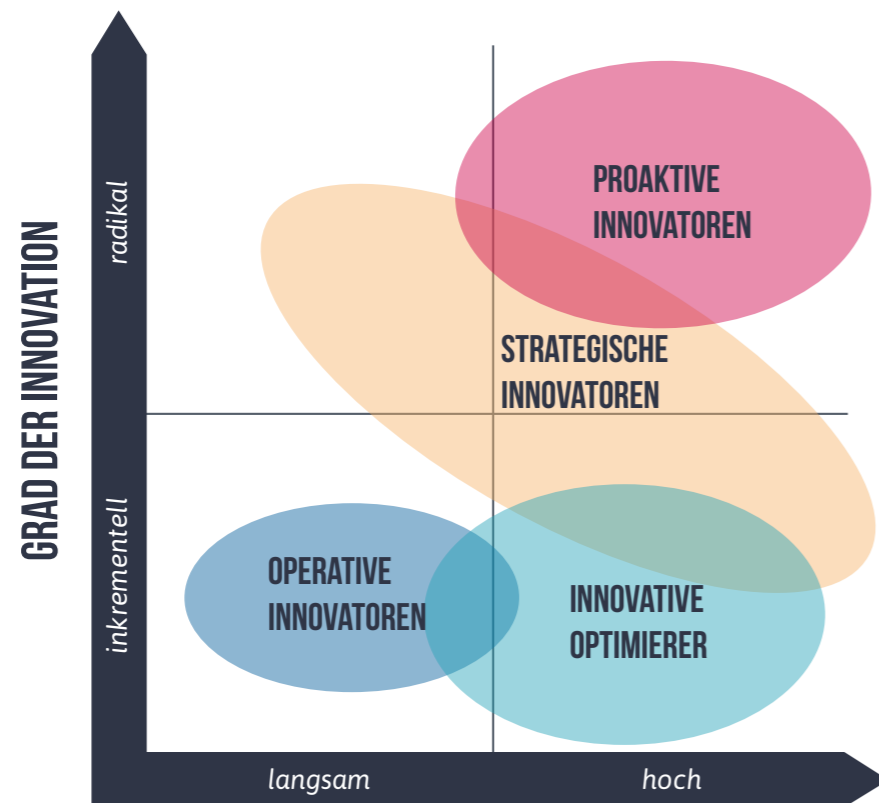 GRAD DER INNOVATION
radikal
inkrementell
PROAKTIVE
INNOVATOREN
STRATEGISCHE
INNOVATOREN
OPERATIVE
INNOVATOREN
INNOVATIVE
OPTIMIERER
langsam
hoch